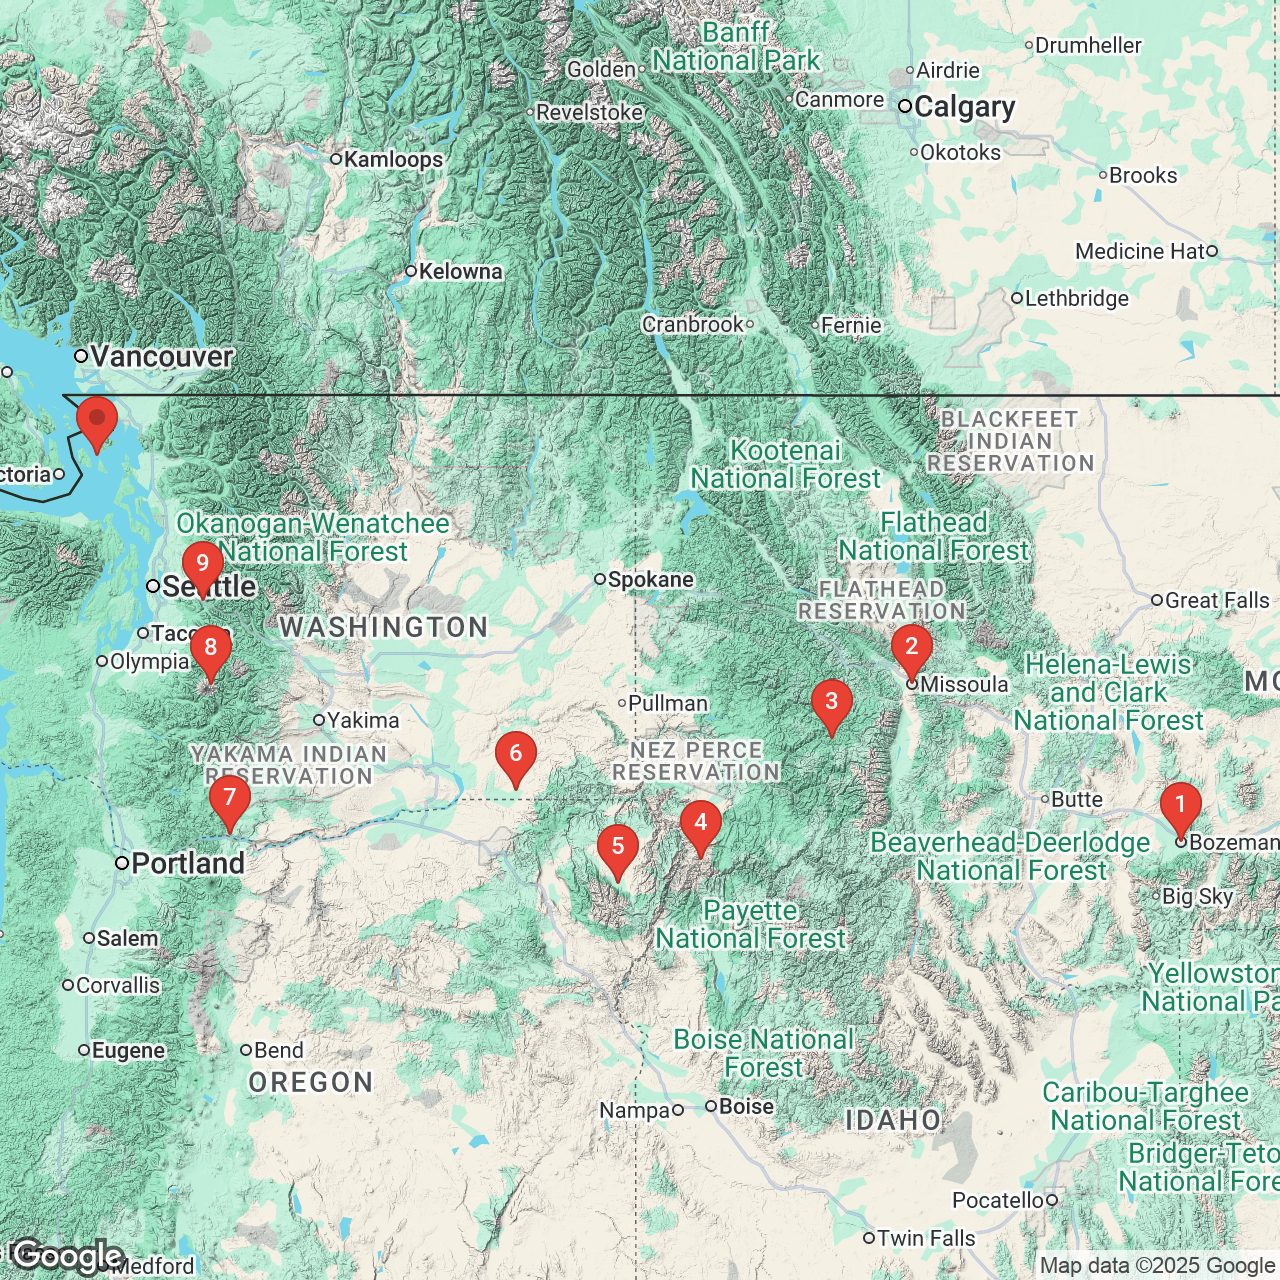 Banff
National Park
Drumheller
Golden
Airdrie
Canmore
Calgary
Revelstoke
Okotoks
Kamloops
Brooks
Medicine Hat
Kelowna
Lethbridge
Cranbrook
Fernie
Vancouver
BLACKFEET
INDIAN
RESERVATION
Kootenai
National Forest
ctoria
Okanogan-Wenatchee
National Forest
Flathead
National Forest
9
Seattle
Spokane
FLATHEAD
RESERVATION
Great Falls
WASHINGTON
Tacoma
8
2
Olympia
Helena-Lewis
and Clark
National Forest
Missoula
MO
3
Pullman
Yakima
YAKAMA INDIAN
RESERVATION
6
NEZ PERCE
RESERVATION
7
Butte
1
4
5
Bozeman
Beaverhead-Deerlodge
National Forest
Portland
Big Sky
Payette
National Forest
Salem
Corvallis
Yellowston
National Pa
Boise National
Forest
Eugene
Bend
OREGON
Caribou-Targhee
National Forest
Nampa
Boise
IDAHO
Bridger-Teto
National Fore
Pocatello
Twin Falls
Google
Medford
Map data ©2025 Google